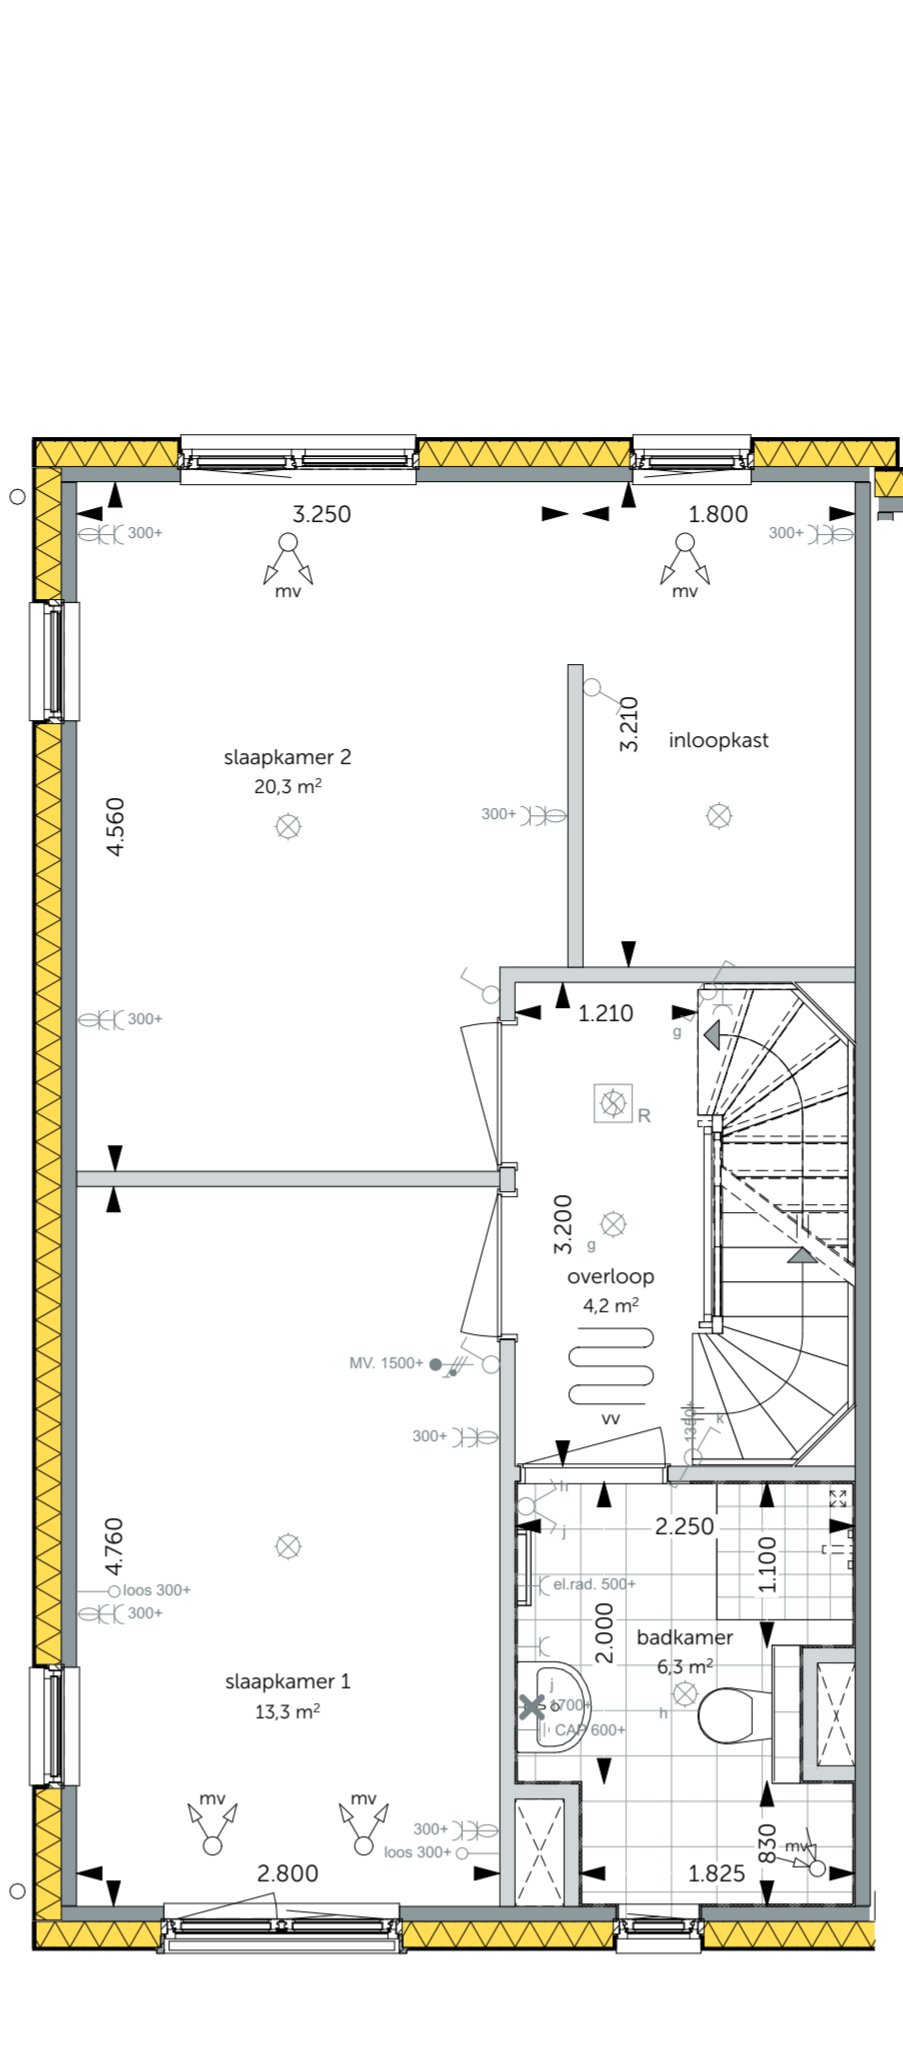 3.250
1.800
300+
300+
mv
mv
3.210
inloopkast
slaapkamer 2
20,3 m²
4.560
300+
300+
1.210
g
R
3.200
g
overloop
4,2 m²
MV. 1500+
vv
1350+
k
300+
h
j
2.250
1.100
4.760
loos 300+
300+
el.rad. 500+
2.000
badkamer
6,3 m²
slaapkamer 1
13,3 m²
j
1700+
h
CAP 600+
mv
mv
300+
loos 300+
830
mv
2.800
1.825